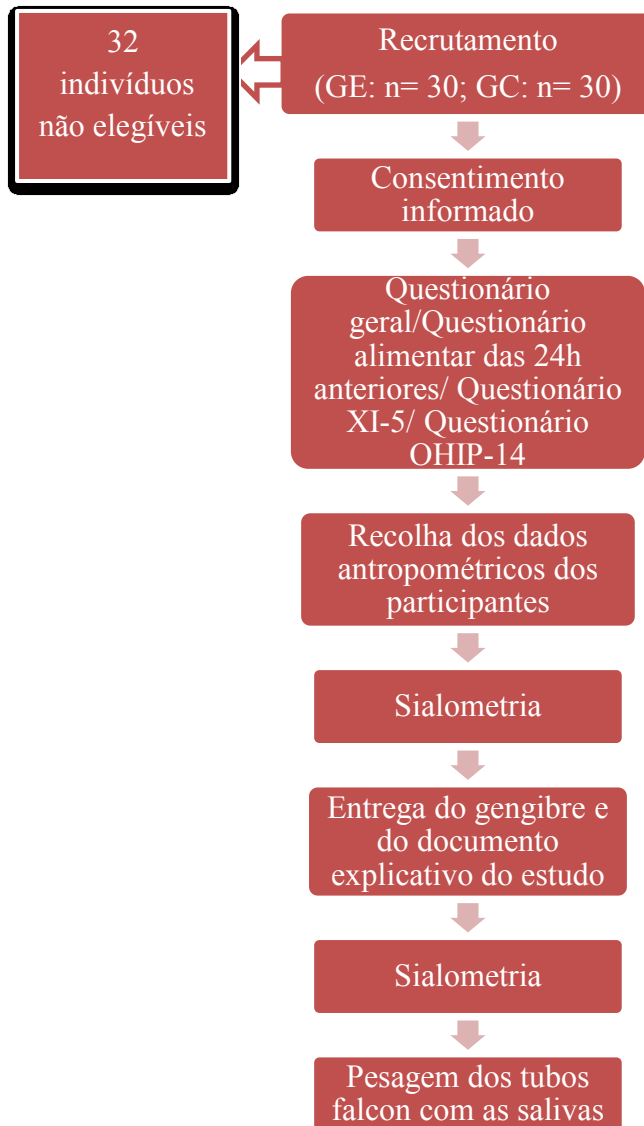 32
indivíduos
não elegíveis
Recrutamento
(GE: n= 30; GC: n= 30)
Consentimento
informado
Questionário
geral/Questionário
alimentar das 24h
anteriores/ Questionário
XI-5/ Questionário
OHIP-14
Recolha dos dados
antropométricos dos
participantes
Sialometria
Entrega do gengibre e
do documento
explicativo do estudo
Sialometria
Pesagem dos tubos
falcon com as salivas